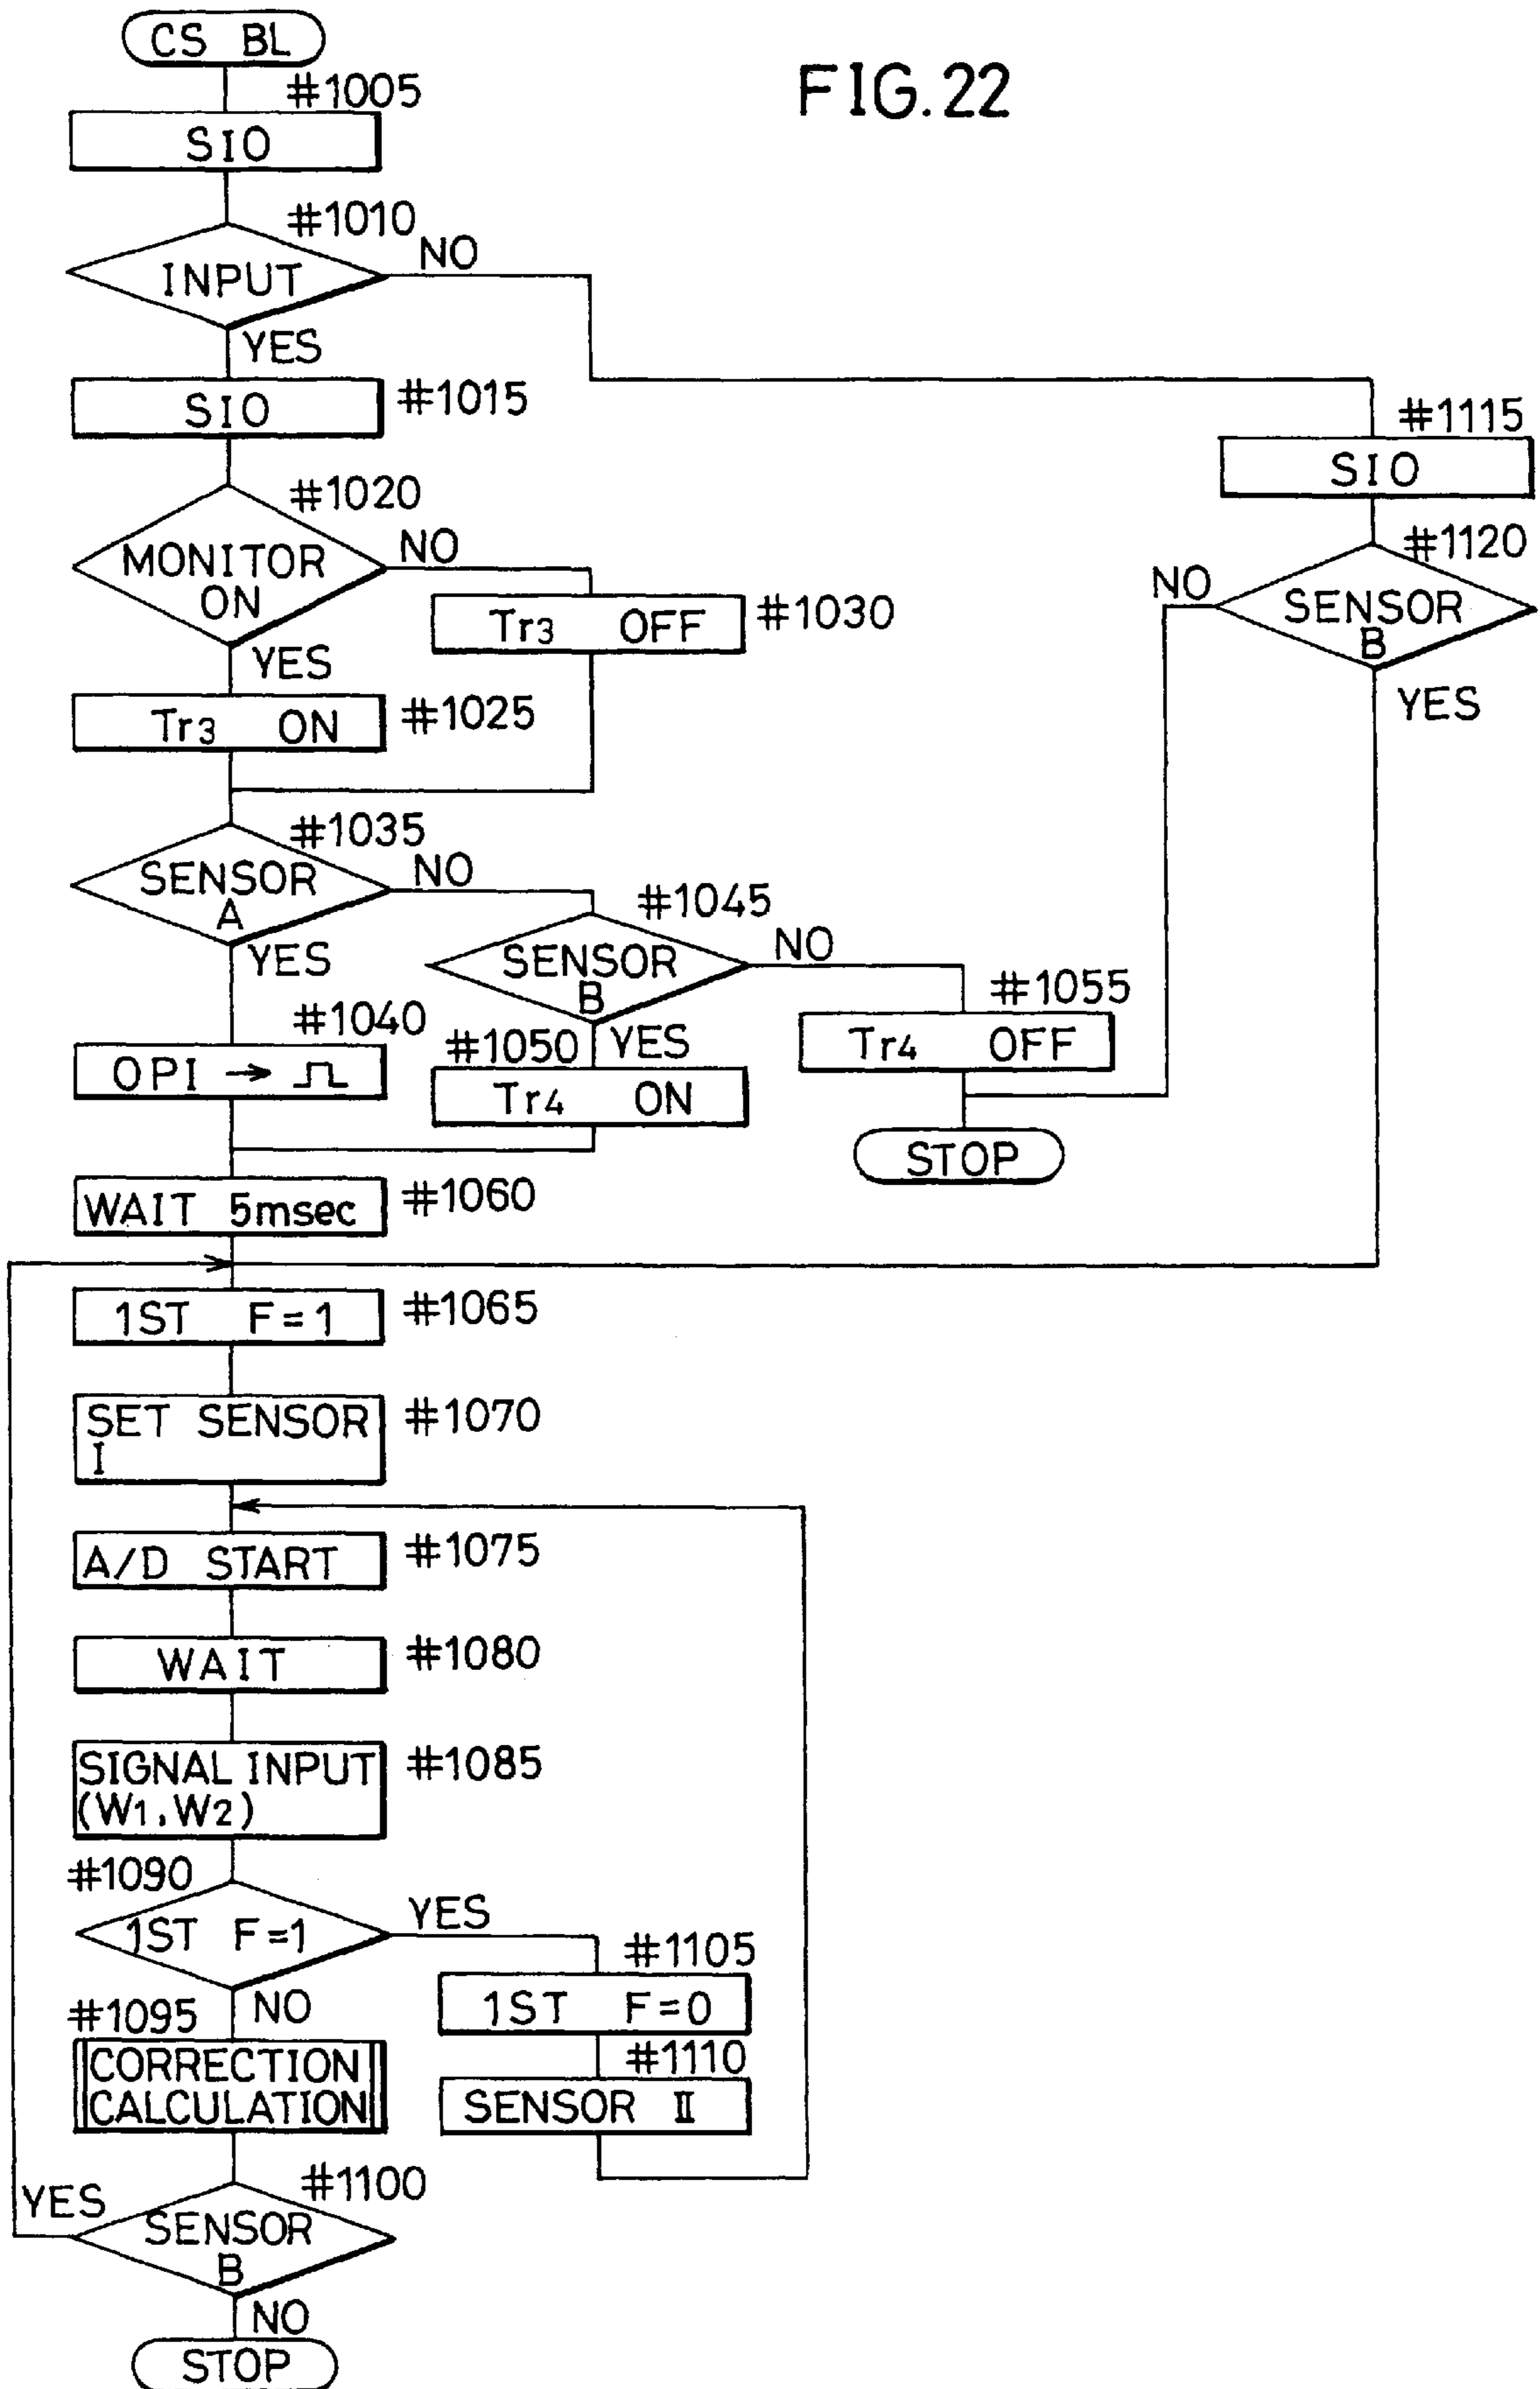 FIG.22
CS BL
#1005
SIO
#1010
INPUT
NO
YES
SIO
#1015
#1115
SIO
#1020
MONITOR
ON
NO
YES
Tr3 OFF
#1030
#1120
SENSOR
B
NO
YES
Tr3 ON
#1025
#1035
SENSOR
A
NO
YES
#1045
SENSOR
B
NO
YES
#1055
Tr4 OFF
#1040
OPI →
#1050
Tr4 ON
STOP
WAIT 5msec
#1060
1ST F=1
#1065
SET SENSOR
I
#1070
A/D START
#1075
WAIT
#1080
SIGNAL INPUT
(W1,W2)
#1085
#1090
1ST F=1
YES
NO
#1105
1ST F=0
#1095
CORRECTION
CALCULATION
#1110
SENSOR II
#1100
YES
SENSOR
B
NO
STOP